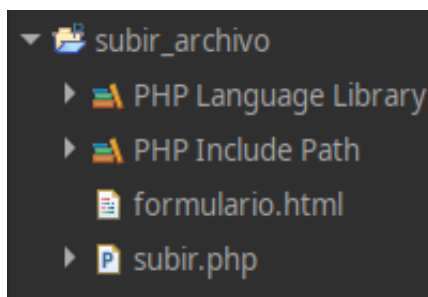 subir_archivo
PHP Language Library
PHP Include Path
formulario.html
subir.php